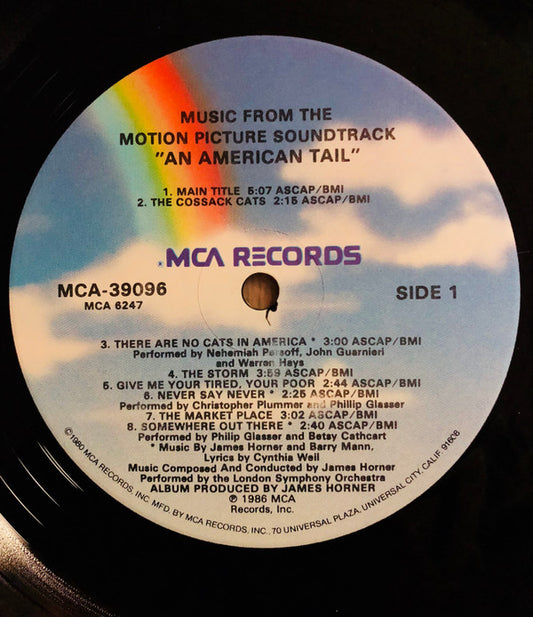 MUSIC FROM THE
MOTION PICTURE SOUNDTRACK
"AN AMERICAN TAIL"
1. MAIN TITLE 5:07 ASCAP/BMI
2. THE COSSACK CATS 2:15 ASCAP/BMI
MCA RECORDS
MCA-39096
MCA 6247
SIDE 1
3. THERE ARE NO CATS IN AMERICA * 3:00 ASCAP/BMI
Performed by Nehemiah Persoff, John Guarnieri
and Warren Hays
4. THE STORM 3:59 ASCAP/BMI
5. GIVE ME YOUR TIRED, YOUR POOR 2:44 ASCAP/BMI
6. NEVER SAY NEVER * 2:25 ASCAP/BMI
Performed by Christopher Plummer and Phillip Glasser
7. THE MARKET PLACE 3:02 ASCAP/BMI
8. SOMEWHERE OUT THERE * 2:40 ASCAP/BMI
Performed by Philip Glasser and Betsy Cathcart
* Music By James Horner and Barry Mann,
Lyrics by Cynthia Weil
Music Composed And Conducted by James Horner
Performed by the London Symphony Orchestra
ALBUM PRODUCED BY JAMES HORNER
℗ 1986 MCA
Records, Inc.
©1980 MCA RECORDS, INC. MFD. BY MCA RECORDS, INC., 70 UNIVERSAL PLAZA, UNIVERSAL CITY, CALIF. 91608